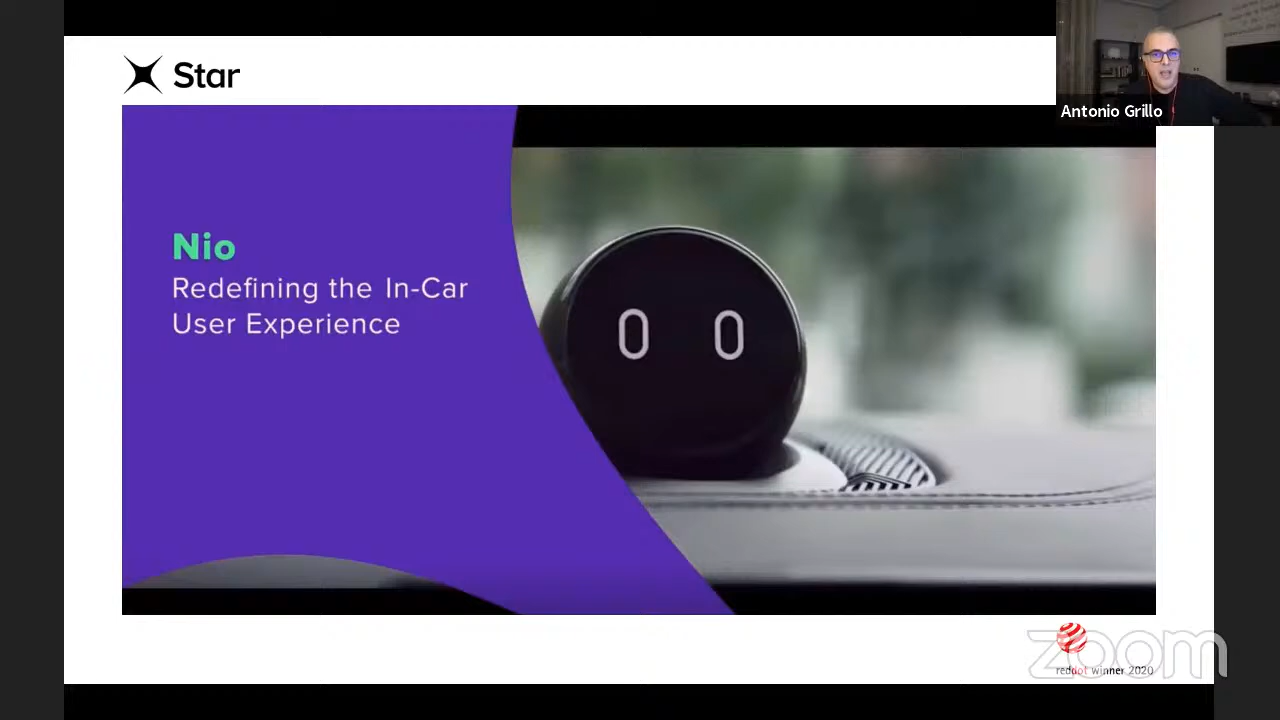 Star
Antonio Grillo
Nio
Redefining the In-Car
User Experience
0 0
zoom
reddot winner 2020